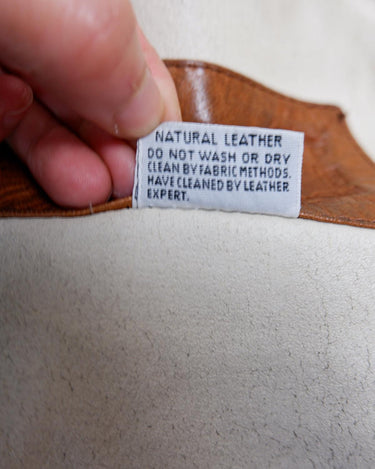 NATURAL LEATHER
DO NOT WASH OR DRY
CLEAN BY FABRIC METHODS.
HAVE CLEANED BY LEATHER
EXPERT.